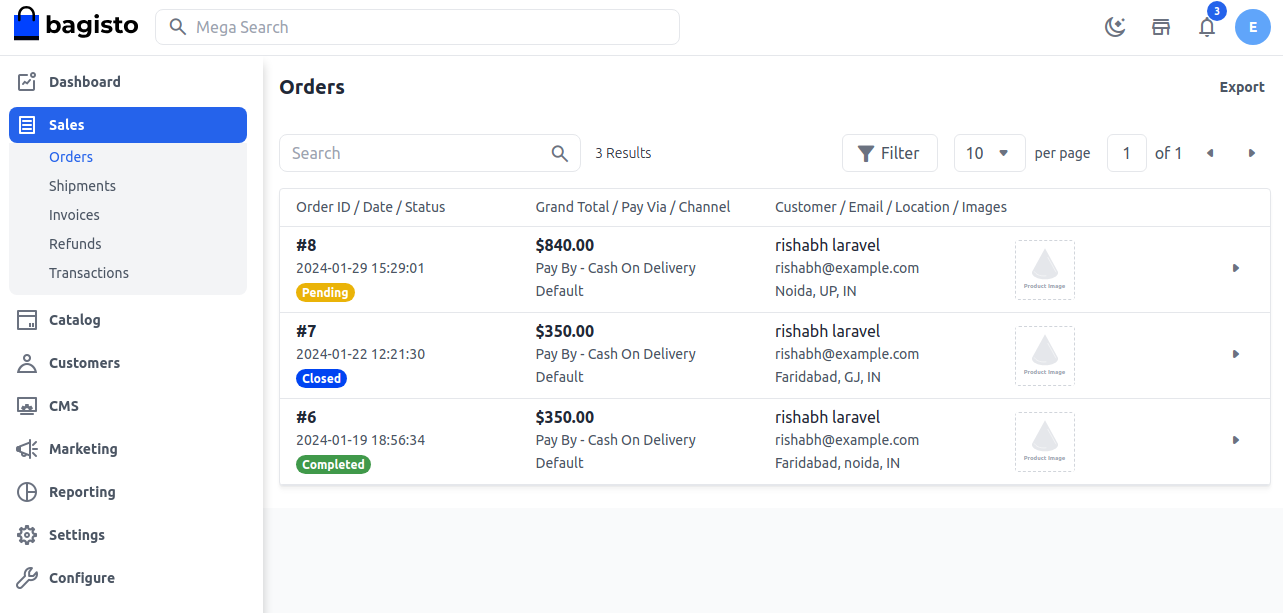 bagisto
Mega Search
3
E
Dashboard
Sales
Orders
Shipments
Invoices
Refunds
Transactions
Catalog
Customers
CMS
Marketing
Reporting
Settings
Configure
Orders
Export
Search
3 Results
Filter
10
per page
1
of 1
Order ID / Date / Status
Grand Total / Pay Via / Channel
Customer / Email / Location / Images
#8
2024-01-29 15:29:01
Pending
$840.00
Pay By - Cash On Delivery
Default
rishabh laravel
rishabh@example.com
Noida, UP, IN
Product Image
#7
2024-01-22 12:21:30
Closed
$350.00
Pay By - Cash On Delivery
Default
rishabh laravel
rishabh@example.com
Faridabad, GJ, IN
Product Image
#6
2024-01-19 18:56:34
Completed
$350.00
Pay By - Cash On Delivery
Default
rishabh laravel
rishabh@example.com
Faridabad, noida, IN
Product Image